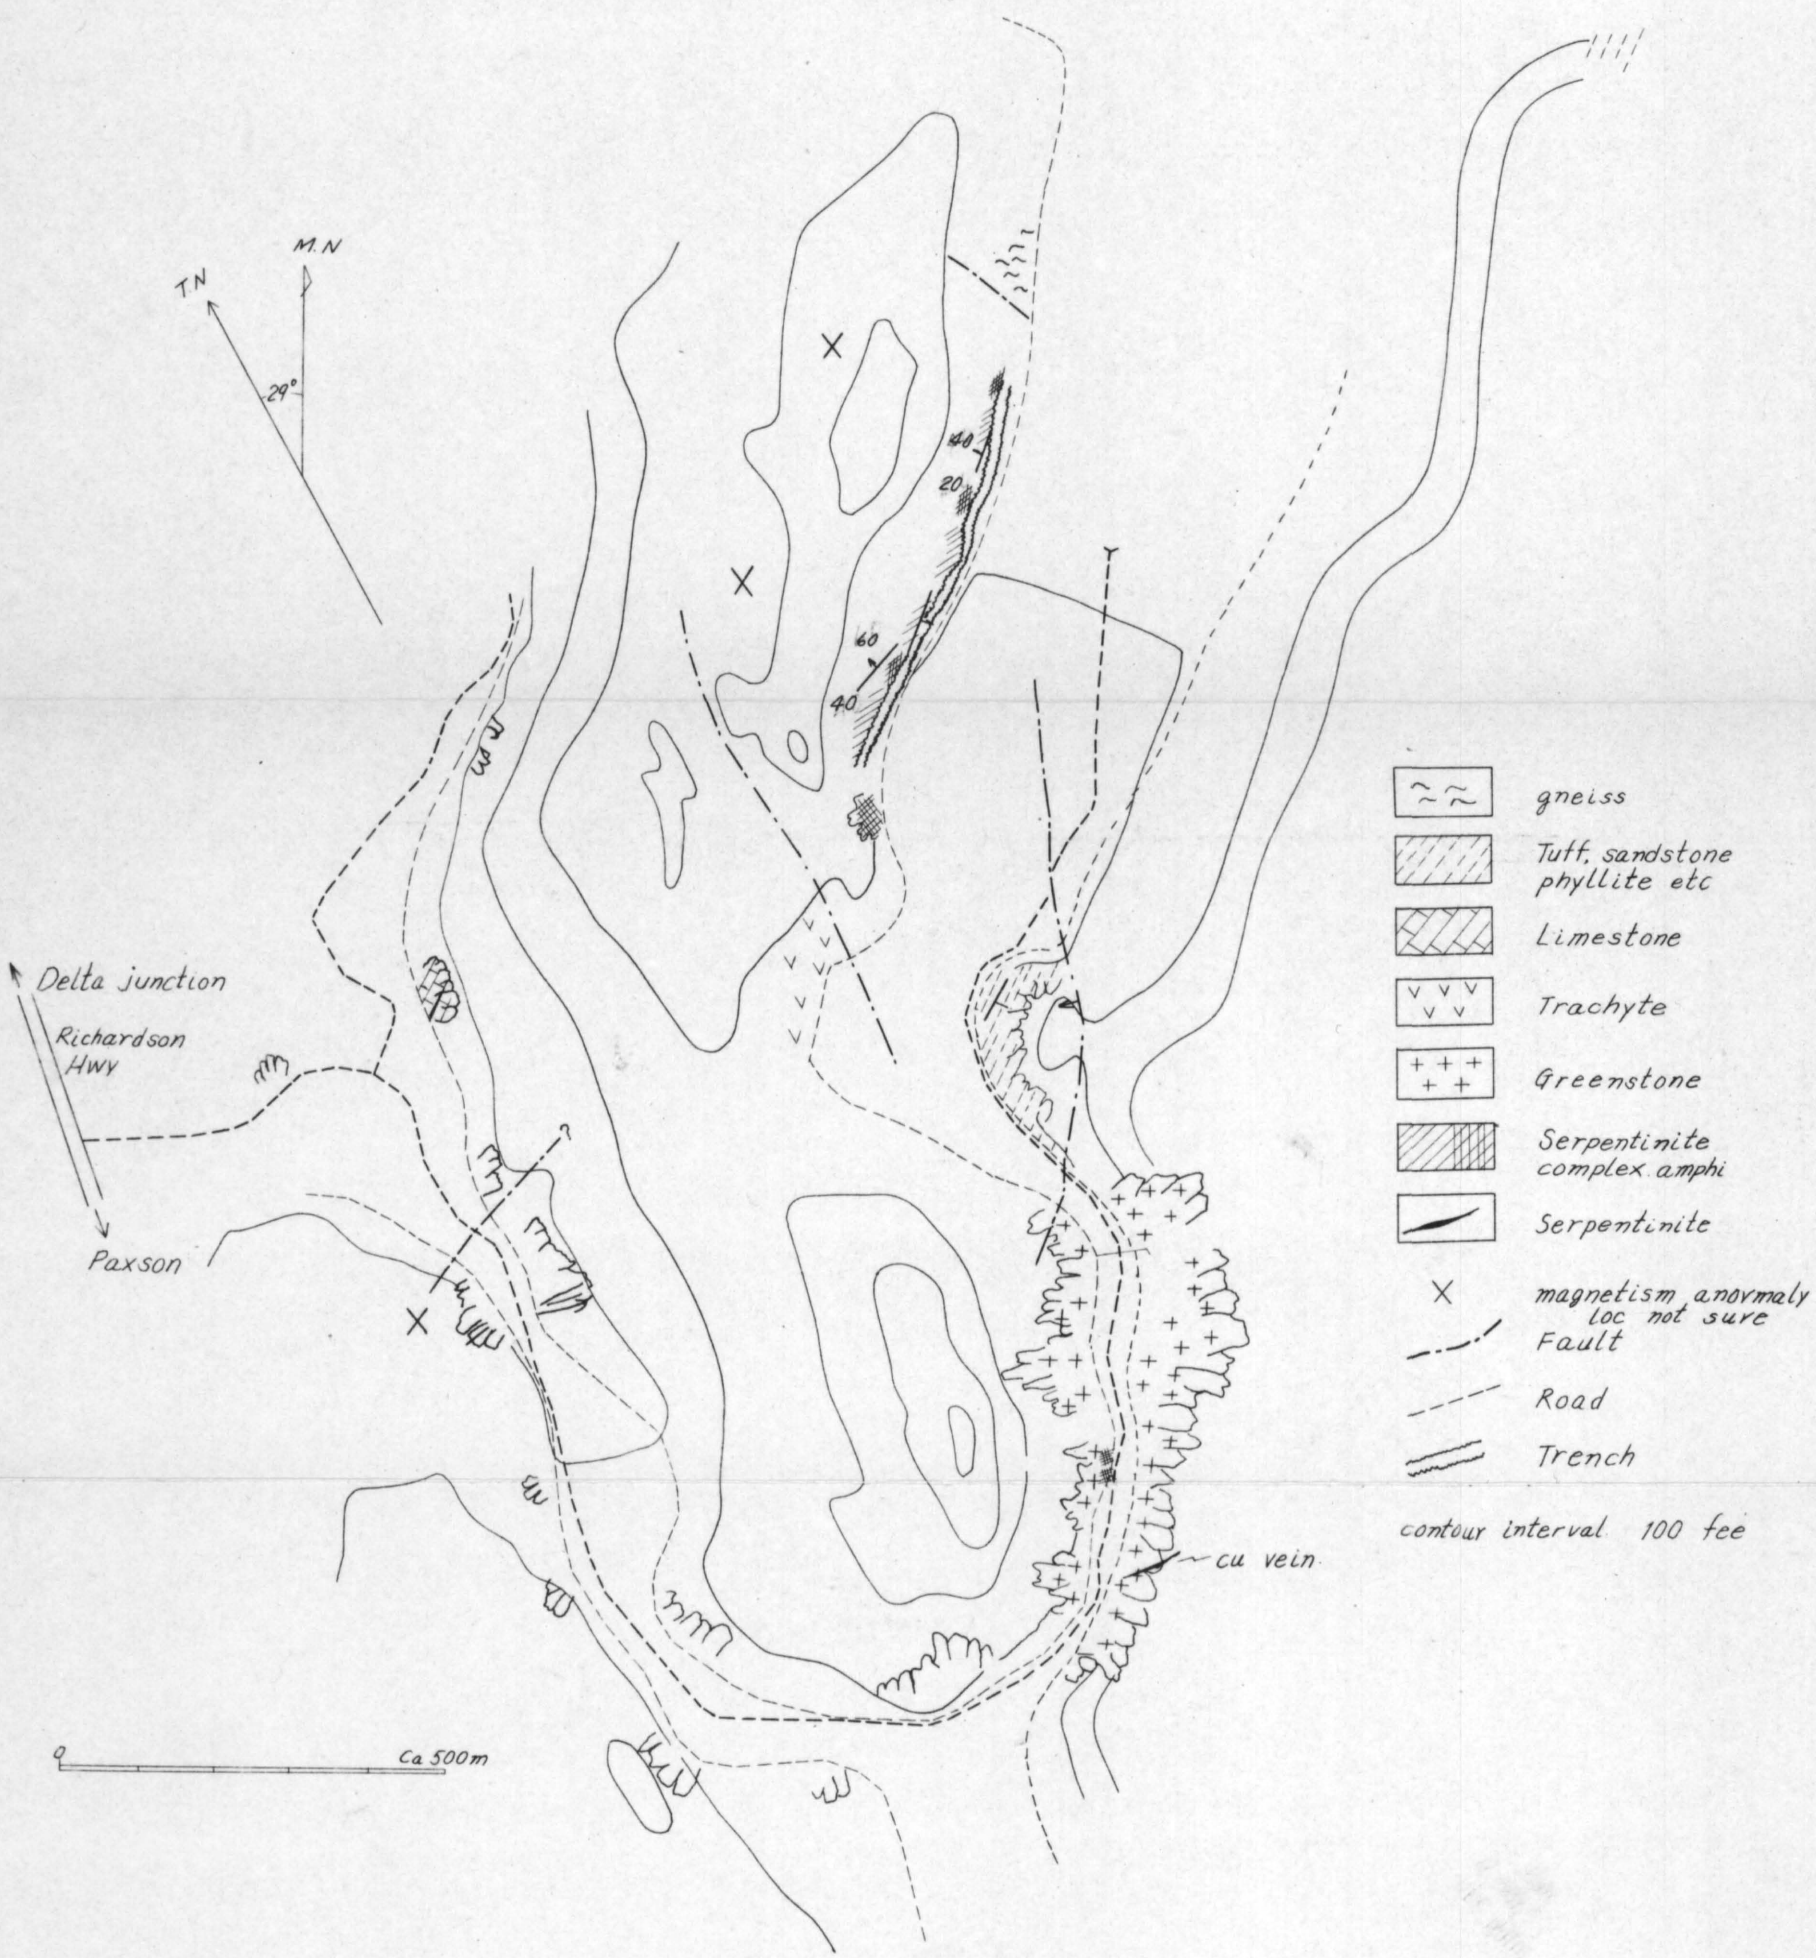 M.N
T.N
29°
40
20
60
40
Delta junction
Richardson
Hwy
Paxson
?
cu vein.
0
Ca 500m
gneiss
Tuff. sandstone
phyllite etc
Limestone
Trachyte
Greenstone
Serpentinite
complex. amphi
Serpentinite
magnetism anormaly
loc not sure
Fault
Road
Trench
contour interval. 100 fee